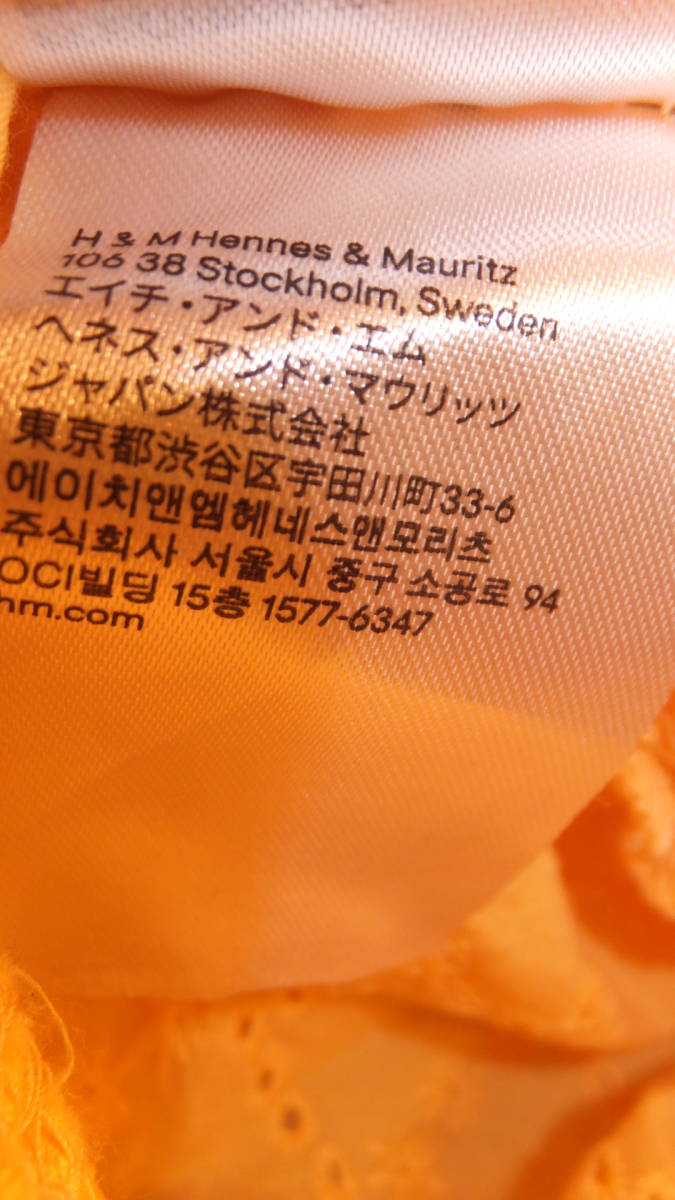 H & M Hennes & Mauritz
106 38 Stockholm, Sweden
エイチ・アンド・エム
ヘネス・アンド・マウリッツ
ジャパン株式会社
東京都渋谷区宇田川町33-6
에이치앤엠헤네스앤모리츠
주식회사 서울시 중구 소공로 94
OCI빌딩 15층 1577-6347
hm.com